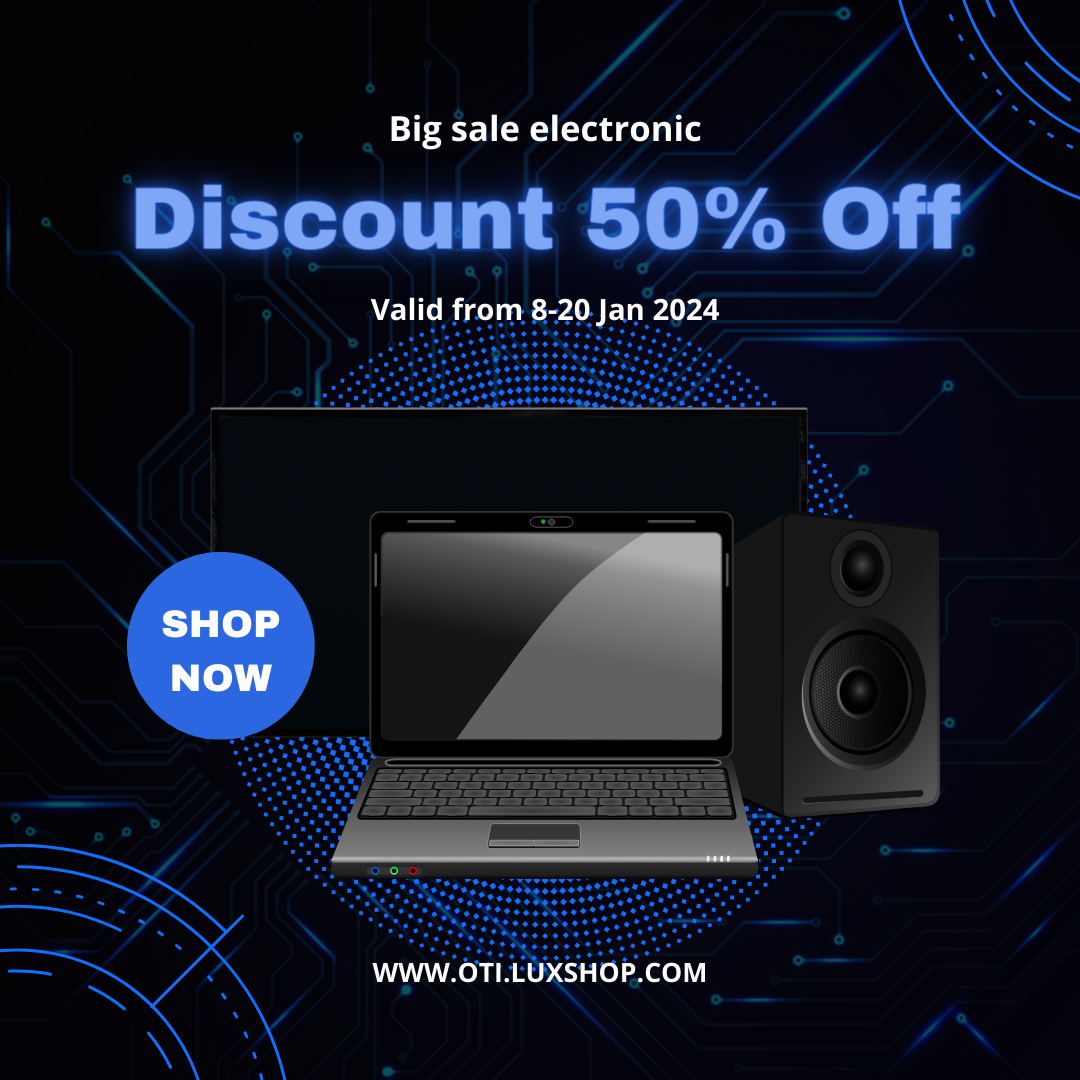 Big sale electronic
Discount 50% Off
Valid from 8-20 Jan 2024
SHOP
NOW
WWW.OTI.LUXSHOP.COM